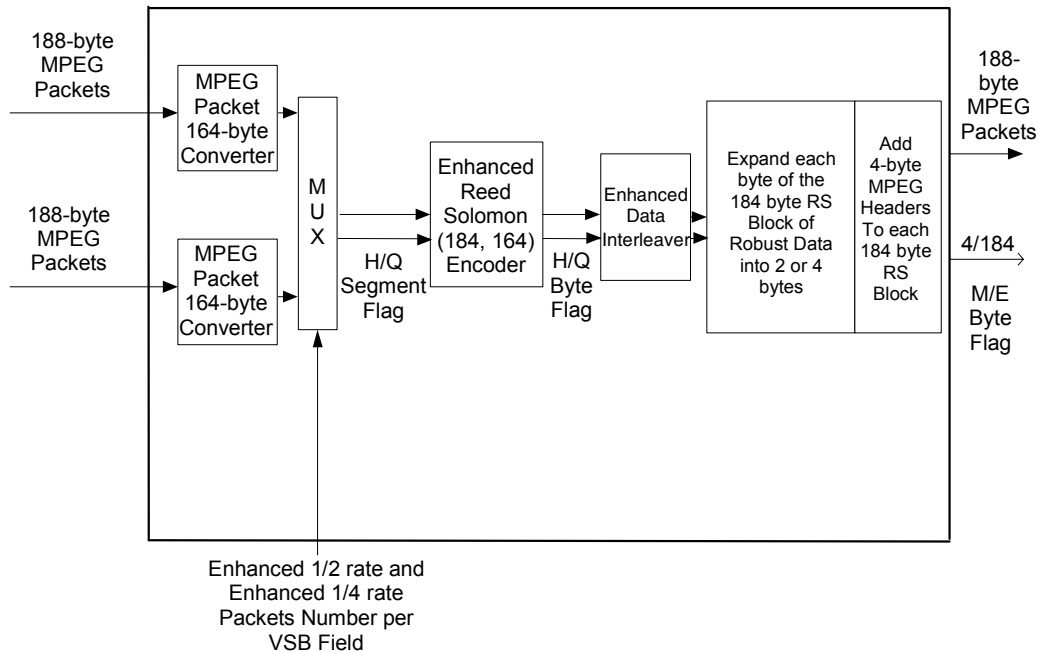 188-byte
MPEG
Packets
MPEG
Packet
164-byte
Converter
188-byte
MPEG
Packets
MPEG
Packet
164-byte
Converter
M
U
X
H/Q
Segment
Flag
Enhanced
Reed
Solomon
(184, 164)
Encoder
H/Q
Byte
Flag
Enhanced
Data
Interleaver
Expand each
byte of the
184 byte RS
Block of
Robust Data
into 2 or 4
bytes
Add
4-byte
MPEG
Headers
To each
184 byte
RS
Block
188-
byte
MPEG
Packets
4/184
M/E
Byte
Flag
Enhanced 1/2 rate and
Enhanced 1/4 rate
Packets Number per
VSB Field